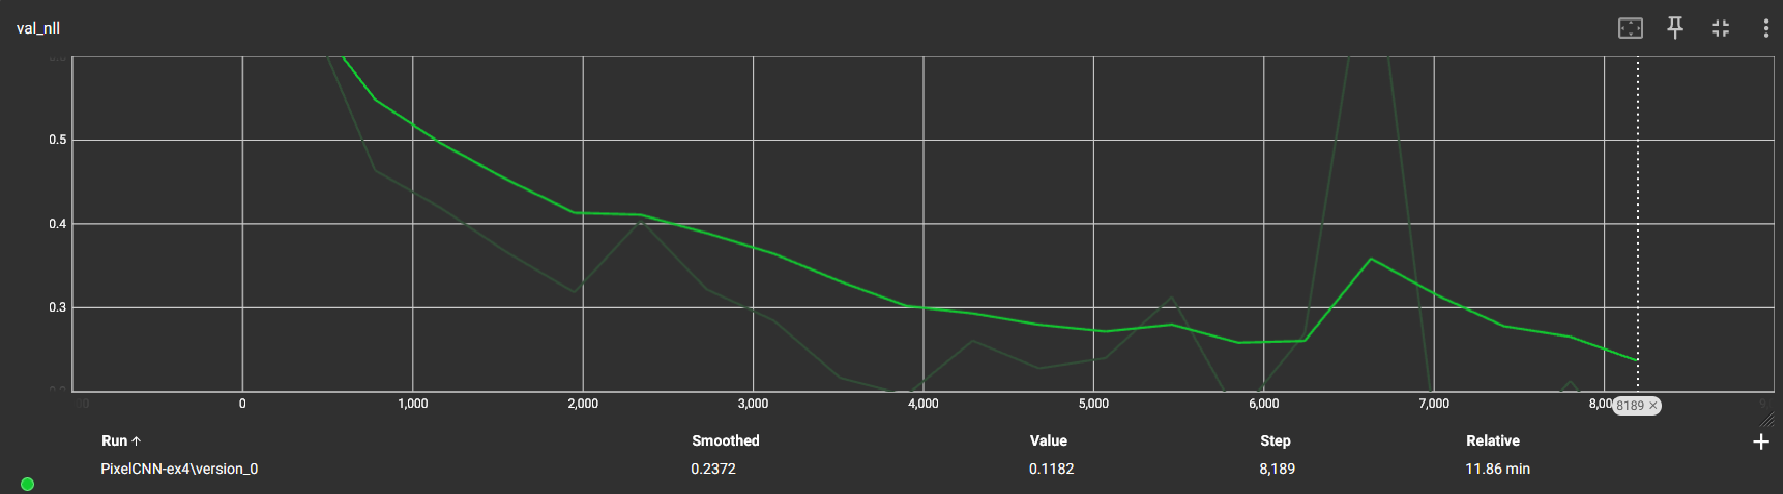 val_nll
0.5
0.4
0.3
0 1,000 2,000 3,000 4,000 5,000 6,000 7,000 8,00 8189 ×
Run ↑ Smoothed Value Step Relative
PixelCNN-ex4\version_0 0.2372 0.1182 8,189 11.86 min